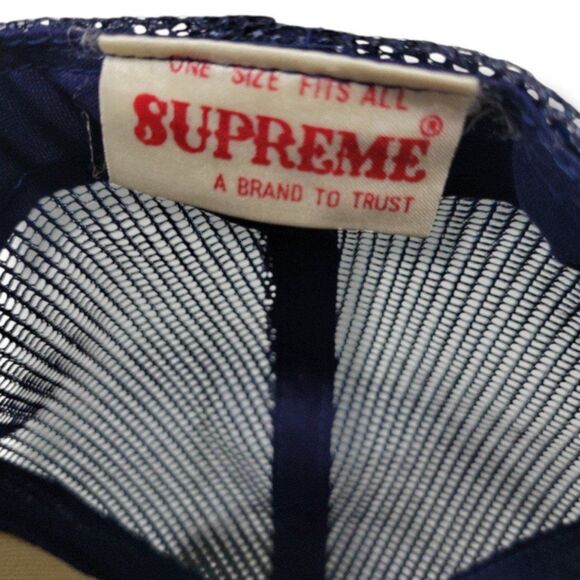 ONE SIZE FITS ALL
SUPREME®
A BRAND TO TRUST